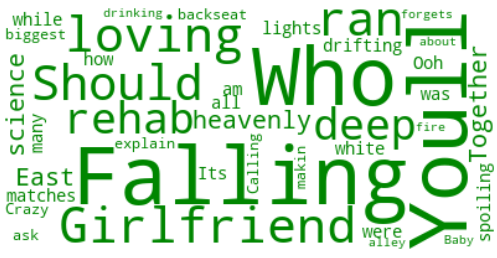 while drinking backseat ran forgets
biggest loving lights drifting about
science how Who Ooh You'll
Should am was Together
many rehab all heavenly deep fire
explain white
East Falling Its Calling makin spoiling
matches
Crazy Girlfriend were
ask alley Baby